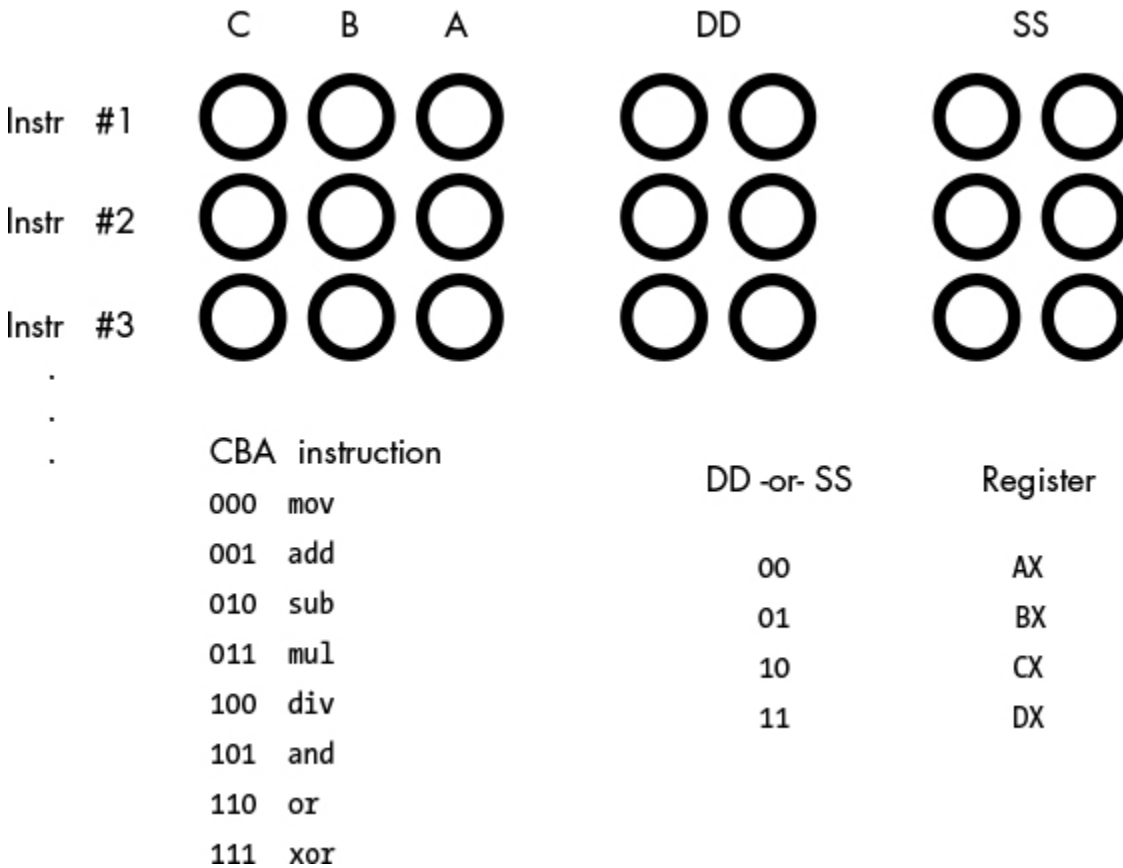 C B A DD SS
Instr #1
Instr #2
Instr #3
.
.
.
CBA instruction
000 mov
001 add
010 sub
011 mul
100 div
101 and
110 or
111 xor
DD -or- SS Register
00 AX
01 BX
10 CX
11 DX